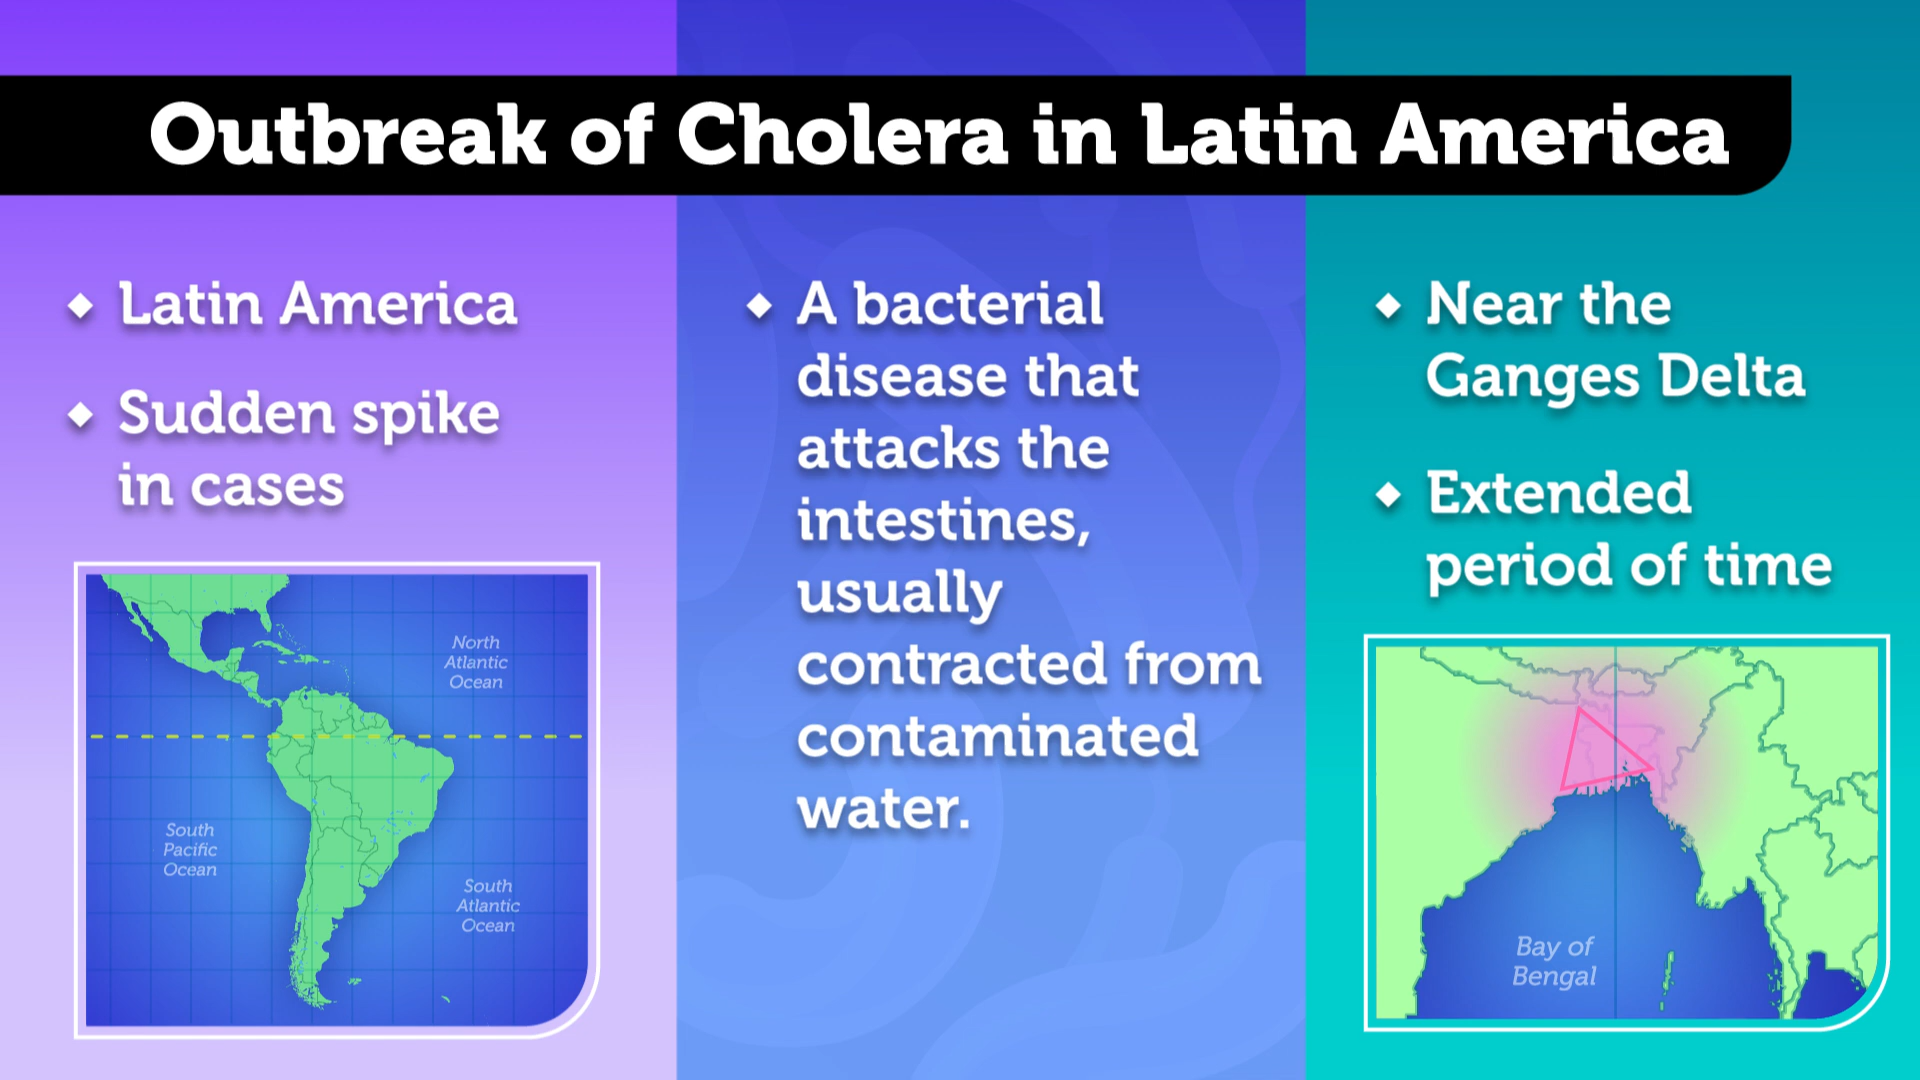 Outbreak of Cholera in Latin America
Latin America
Sudden spike
in cases
North
Atlantic
Ocean
South
Pacific
Ocean
South
Atlantic
Ocean
A bacterial
disease that
attacks the
intestines,
usually
contracted from
contaminated
water.
Near the
Ganges Delta
Extended
period of time
Bay of
Bengal